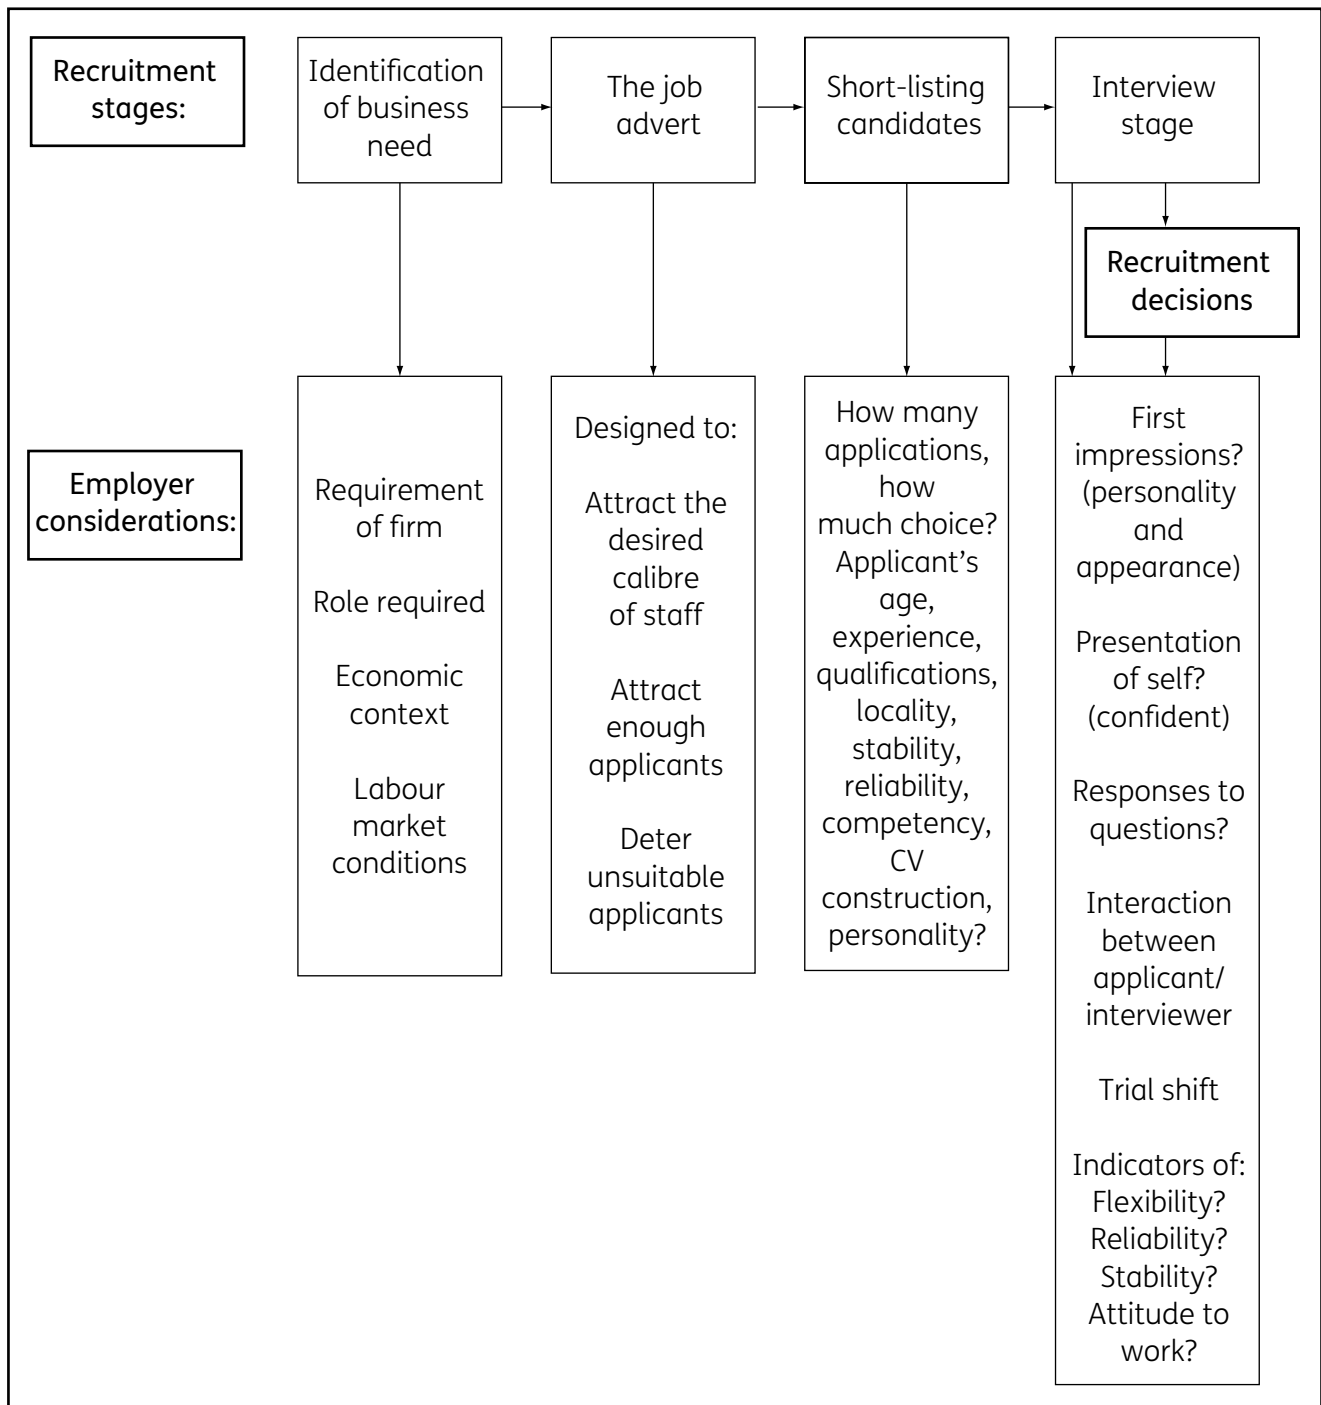 Recruitment
stages:
Identification
of business
need
The job
advert
Short-listing
candidates
Interview
stage
Recruitment
decisions
Employer
considerations:
Requirement
of firm
Role required
Economic
context
Labour
market
conditions
Designed to:
Attract the
desired
calibre
of staff
Attract
enough
applicants
Deter
unsuitable
applicants
How many
applications,
how
much choice?
Applicant’s
age,
experience,
qualifications,
locality,
stability,
reliability,
competency,
CV
construction,
personality?
First
impressions?
(personality
and
appearance)
Presentation
of self?
(confident)
Responses to
questions?
Interaction
between
applicant/
interviewer
Trial shift
Indicators of:
Flexibility?
Reliability?
Stability?
Attitude to
work?